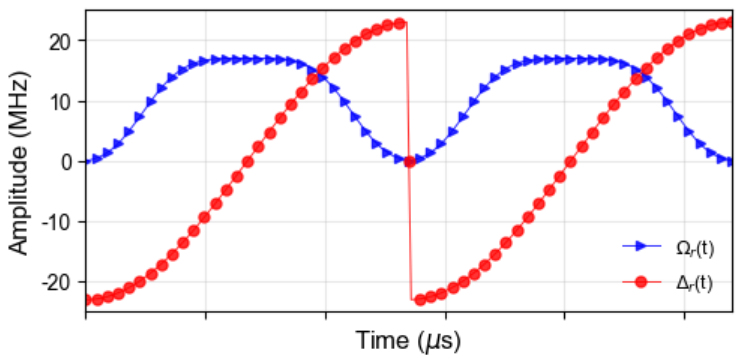 Amplitude (MHz)
20
10
0
-10
-20
Ωr(t)
Δr(t)
Time (μs)